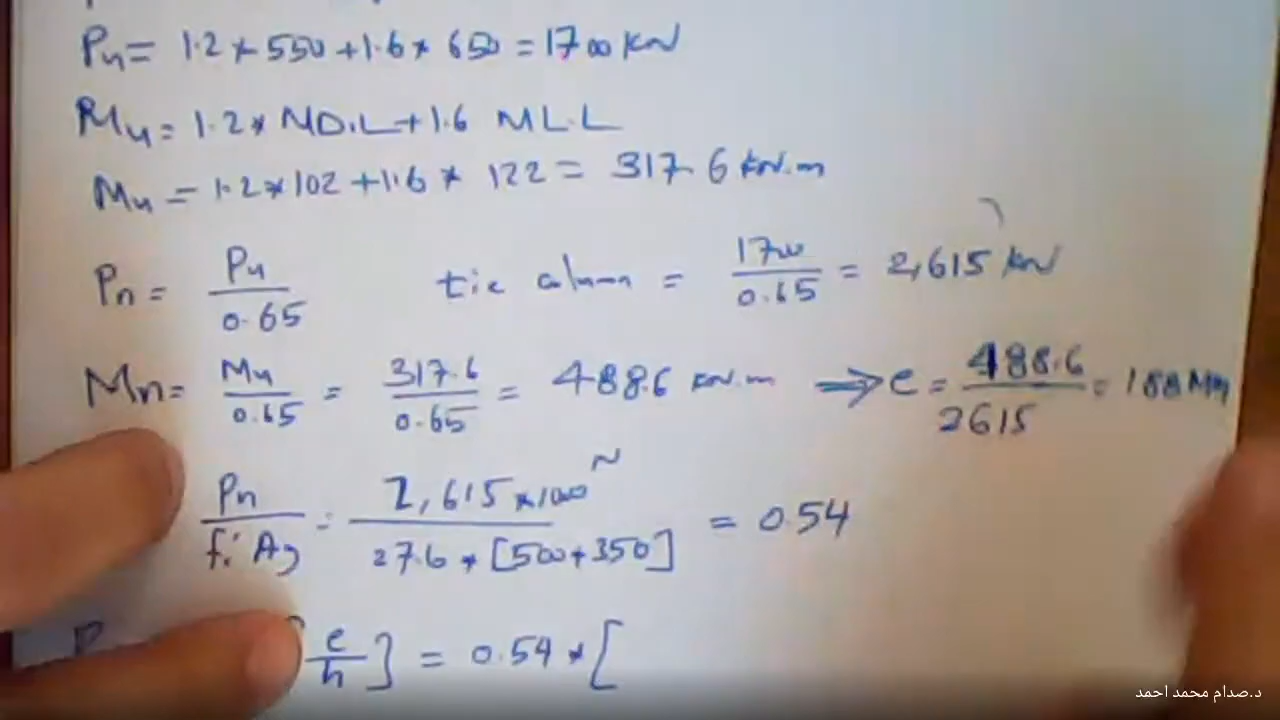 Pu = 1.2 * 550 + 1.6 * 650 = 1700 kN
Mu = 1.2 * MD.L + 1.6 ML.L
Mu = 1.2 * 102 + 1.6 * 122 = 317.6 kN.m
Pn = Pu / 0.65 tie column = 1700 / 0.65 = 2,615 kN
Mn = Mu / 0.65 = 317.6 / 0.65 = 488.6 kN.m ⇒ e = 488.6 / 2615 = 188 Mm
Pn / fc' Ag = 2,615 * 1000 N / 27.6 * [500 * 350] = 0.54
e / h ] = 0.54 * [
د.صدام محمد احمد